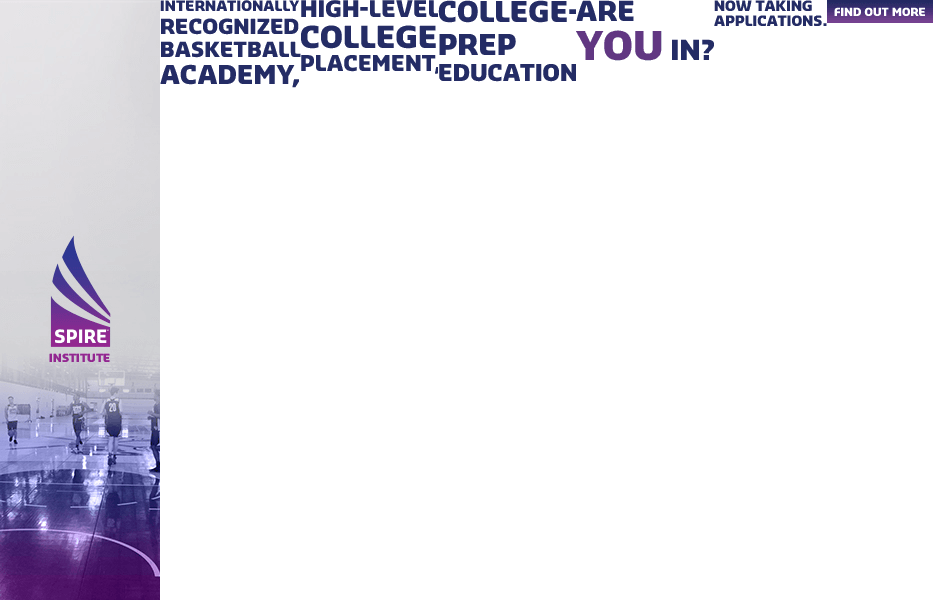 INTERNATIONALLY
RECOGNIZED
BASKETBALL
ACADEMY,
HIGH-LEVEL
COLLEGE
PLACEMENT,
COLLEGE-
PREP
EDUCATION
ARE
YOU IN?
NOW TAKING
APPLICATIONS.
FIND OUT MORE
SPIRE
INSTITUTE
20